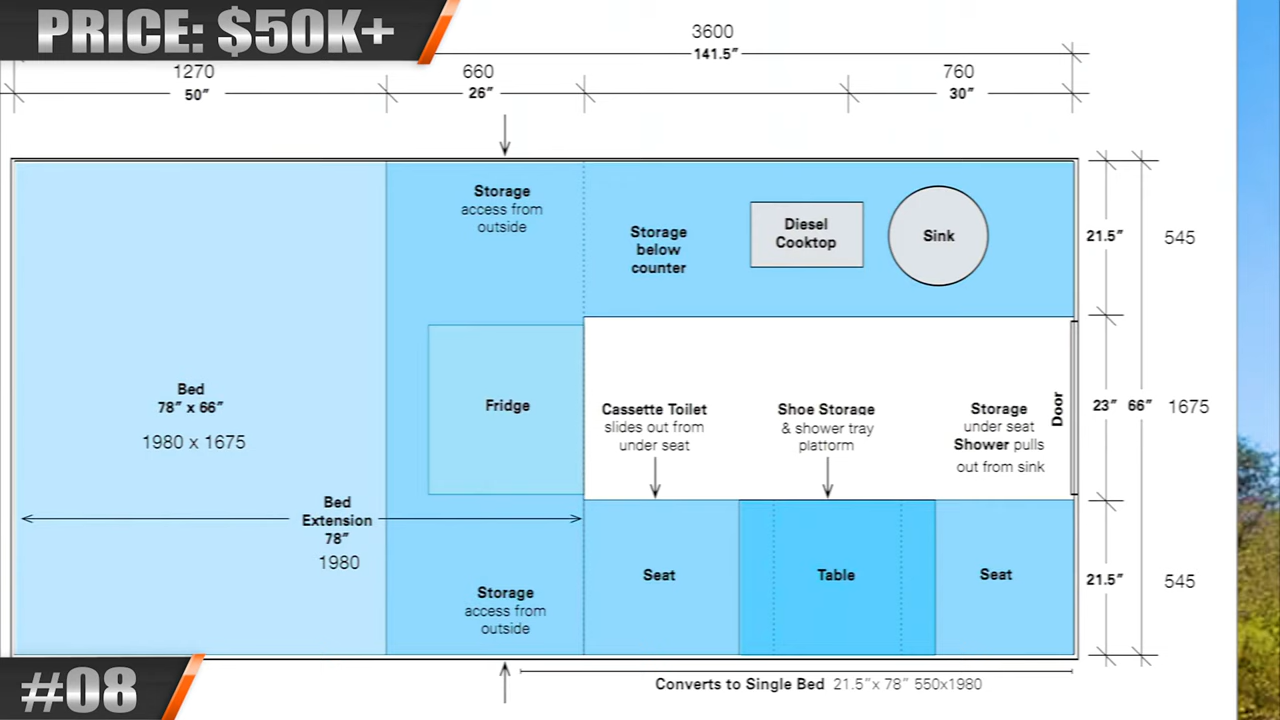 PRICE: $50K+
3600
141.5”
1270
660
760
50”
26”
30”
Storage
access from
outside
Storage
below
counter
Diesel
Cooktop
Sink
21.5”
545
Bed
78” x 66”
1980 x 1675
Fridge
Cassette Toilet
slides out from
under seat
Shoe Storage
& shower tray
platform
Storage
under seat
Shower pulls
out from sink
Door
23”
66”
1675
Bed
Extension
78”
1980
Storage
access from
outside
Seat
Table
Seat
21.5”
545
Converts to Single Bed 21.5”x 78” 550x1980
#08